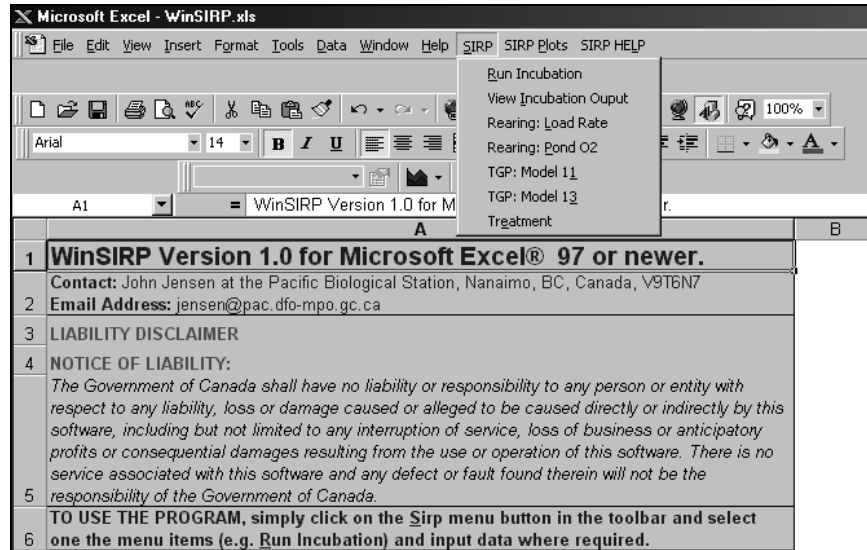 Microsoft Excel - WinSIRP.xls
File Edit View Insert Format Tools Data Window Help SIRP SIRP Plots SIRP HELP
Run Incubation
View Incubation Ouput
Rearing: Load Rate
Rearing: Pond O2
TGP: Model 11
TGP: Model 13
Treatment
100%
Arial 14 B I U A
A1 = WinSIRP Version 1.0 for M r.
A B
1 WinSIRP Version 1.0 for Microsoft Excel® 97 or newer.
Contact: John Jensen at the Pacific Biological Station, Nanaimo, BC, Canada, V9T6N7
2 Email Address: jensen@pac.dfo-mpo.gc.ca
3 LIABILITY DISCLAIMER
4 NOTICE OF LIABILITY:
The Government of Canada shall have no liability or responsibility to any person or entity with
respect to any liability, loss or damage caused or alleged to be caused directly or indirectly by this
software, including but not limited to any interruption of service, loss of business or anticipatory
profits or consequential damages resulting from the use or operation of this software. There is no
service associated with this software and any defect or fault found therein will not be the
5 responsibility of the Government of Canada.
TO USE THE PROGRAM, simply click on the Sirp menu button in the toolbar and select
6 one the menu items (e.g. Run Incubation) and input data where required.